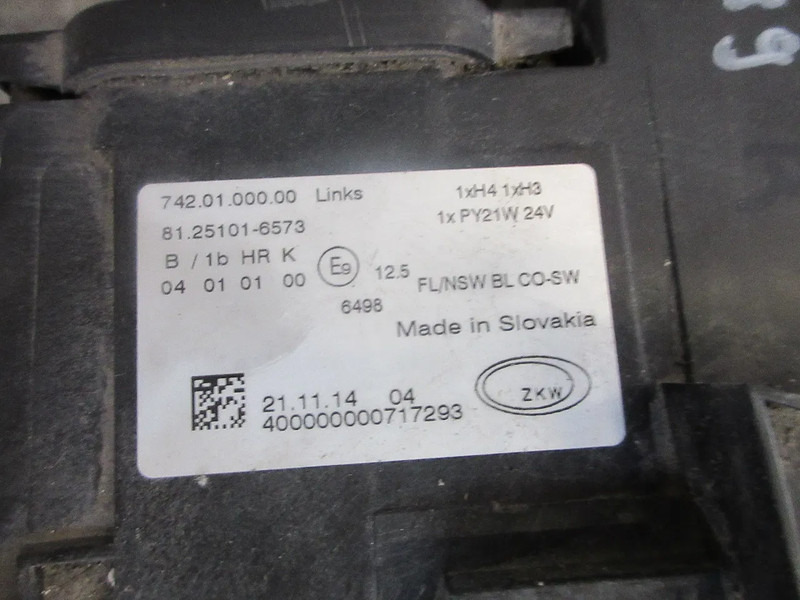 742.01.000.00 Links
1xH4 1xH3
81.25101-6573
1x PY21W 24V
B / 1b HR K
04 01 01 00
E9
12.5
FL/NSW BL CO-SW
6498
Made in Slovakia
21.11.14 04
400000000717293
ZKW